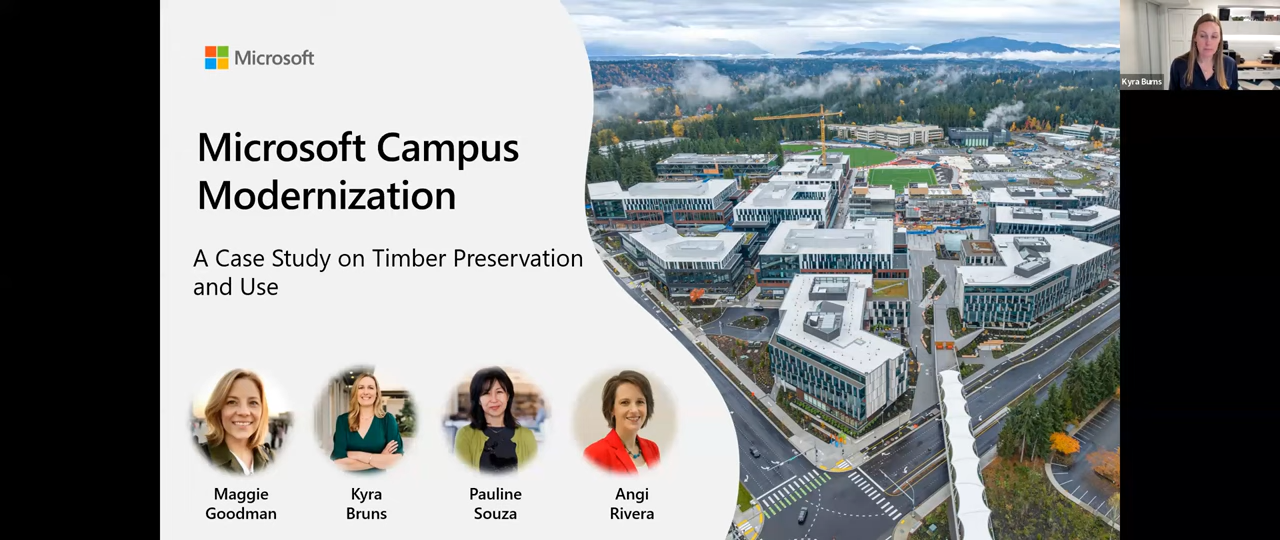 Microsoft
Microsoft Campus
Modernization
A Case Study on Timber Preservation
and Use
Maggie
Goodman
Kyra
Bruns
Pauline
Souza
Angi
Rivera
Kyra Burns